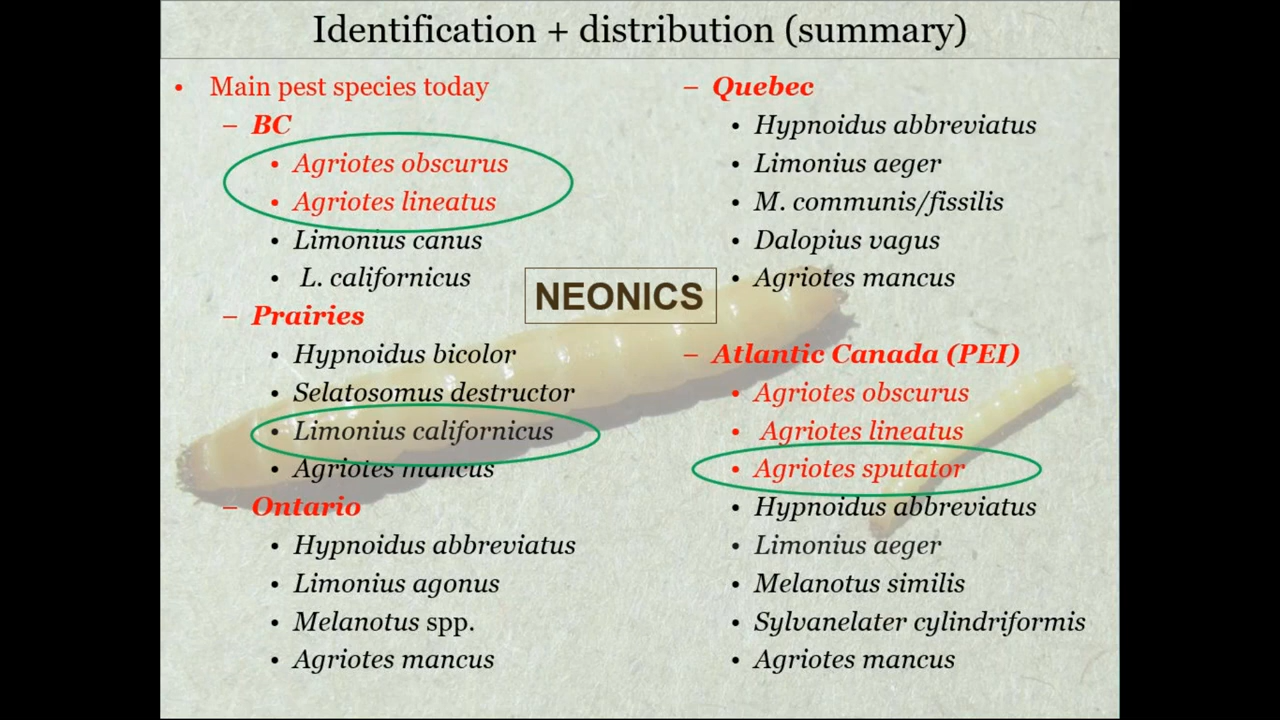 Identification + distribution (summary)
• Main pest species today
– BC
• Agriotes obscurus
• Agriotes lineatus
• Limonius canus
• L. californicus
– Prairies
• Hypnoidus bicolor
• Selatosomus destructor
• Limonius californicus
• Agriotes mancus
– Ontario
• Hypnoidus abbreviatus
• Limonius agonus
• Melanotus spp.
• Agriotes mancus
NEONICS
– Quebec
• Hypnoidus abbreviatus
• Limonius aeger
• M. communis/fissilis
• Dalopius vagus
• Agriotes mancus
– Atlantic Canada (PEI)
• Agriotes obscurus
• Agriotes lineatus
• Agriotes sputator
• Hypnoidus abbreviatus
• Limonius aeger
• Melanotus similis
• Sylvanelater cylindriformis
• Agriotes mancus